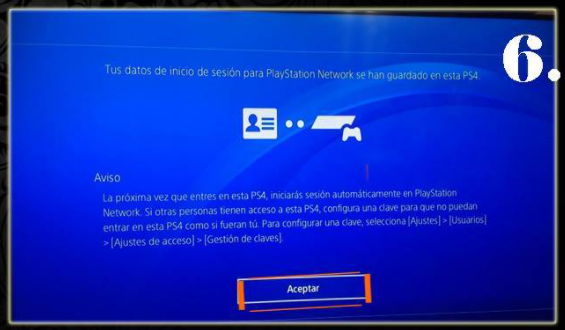 6.
Tus datos de inicio de sesión para PlayStation Network se han guardado en esta PS4.
Aviso
La próxima vez que entres en esta PS4, iniciarás sesión automáticamente en PlayStation
Network. Si otras personas tienen acceso a esta PS4, configura una clave para que no puedan
entrar en esta PS4 como si fueran tú. Para configurar una clave, selecciona [Ajustes] > [Usuarios]
> [Ajustes de acceso] > [Gestión de claves].
Aceptar